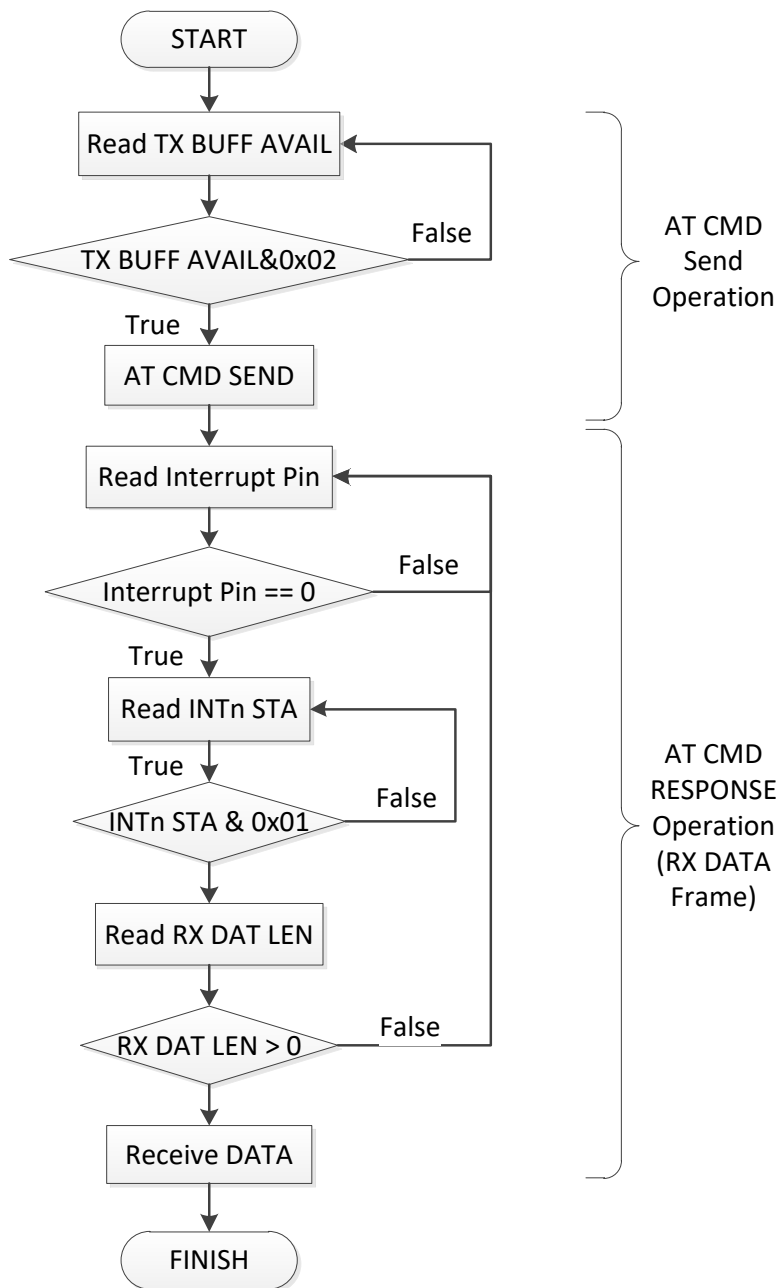 START
Read TX BUFF AVAIL
False
TX BUFF AVAIL&0x02
True
AT CMD SEND
AT CMD
Send
Operation
Read Interrupt Pin
False
Interrupt Pin == 0
True
Read INTn STA
True
False
INTn STA & 0x01
Read RX DAT LEN
False
RX DAT LEN > 0
Receive DATA
FINISH
AT CMD
RESPONSE
Operation
(RX DATA
Frame)